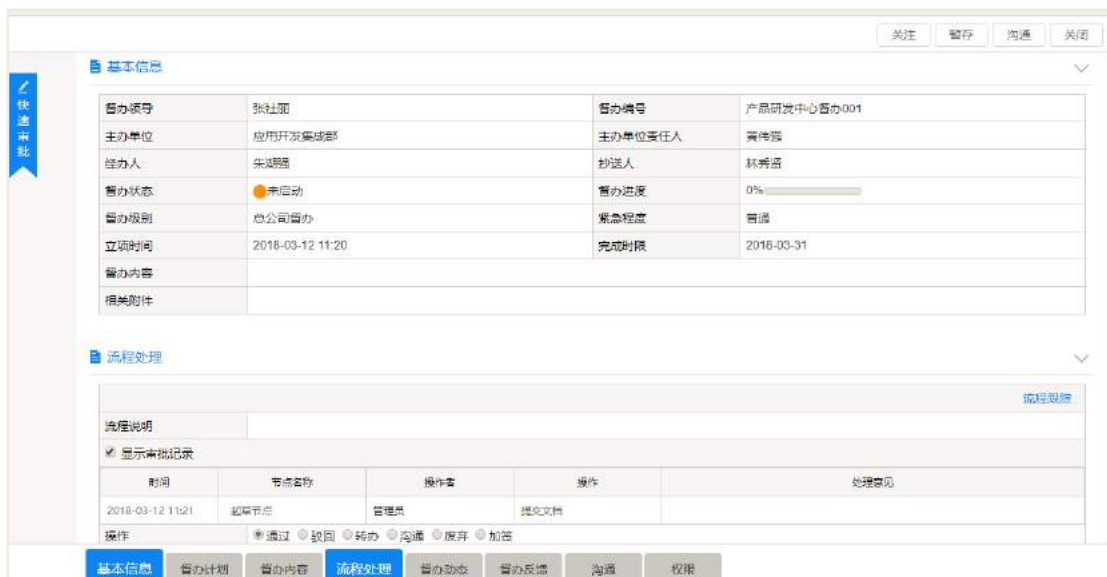 关注 暂存 沟通 关闭
快速审批
基本信息
督办领导 张社丽 督办编号 产品研发中心督办001
主办单位 应用开发集成部 主办单位责任人 黄伟强
经办人 朱湖强 抄送人 林秀贤
督办状态 未启动 督办进度 0%
督办级别 总公司督办 紧急程度 普通
立项时间 2018-03-12 11:20 完成时限 2018-03-31
督办内容
相关附件
流程处理
流程跟踪
流程说明
显示审批记录
时间 节点名称 操作者 操作 处理意见
2018-03-12 11:21 起草节点 管理员 提交文档
操作 通过 驳回 转办 沟通 废弃 加签
基本信息 督办计划 督办内容 流程处理 督办动态 督办反馈 沟通 权限